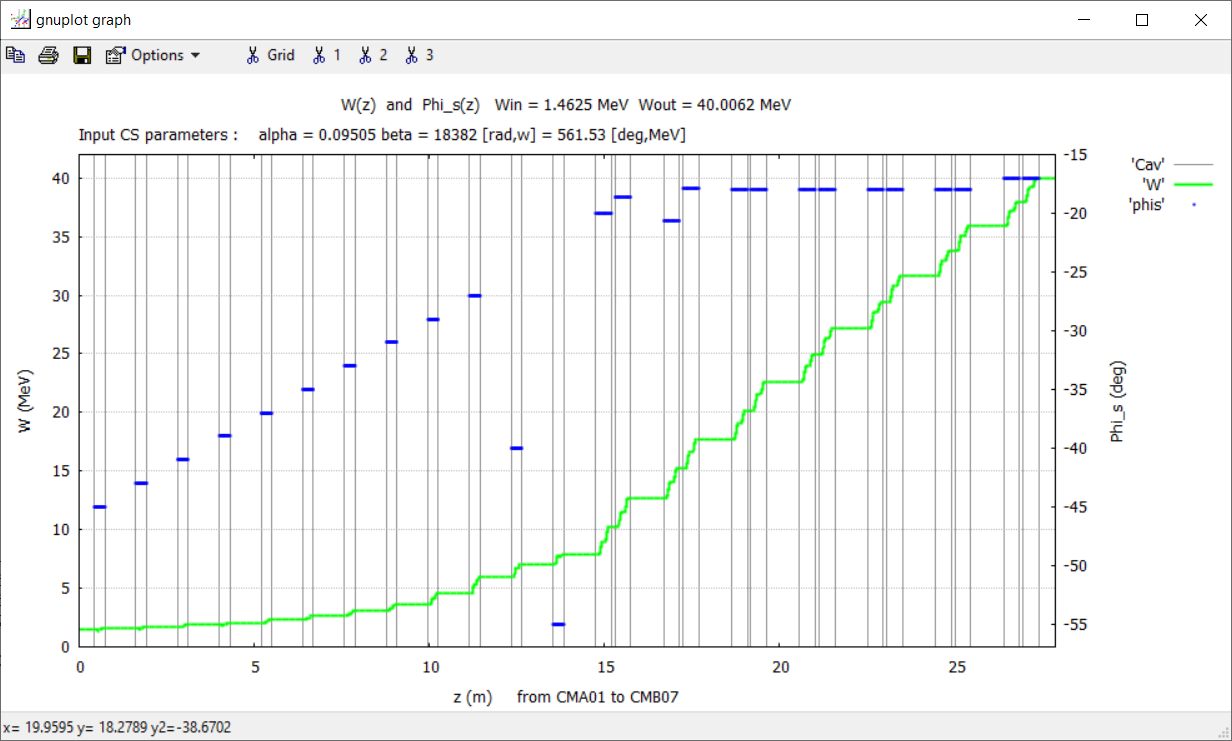 gnuplot graph
Options Grid 1 2 3
W(z) and Phi_s(z) Win = 1.4625 MeV Wout = 40.0062 MeV
Input CS parameters : alpha = 0.09505 beta = 18382 [rad,w] = 561.53 [deg,MeV]
'Cav'
'W'
'phis'
40
35
30
25
20
15
10
5
0
W (MeV)
-15
-20
-25
-30
-35
-40
-45
-50
-55
Phi_s (deg)
0 5 10 15 20 25
z (m) from CMA01 to CMB07
x= 19.9595 y= 18.2789 y2=-38.6702